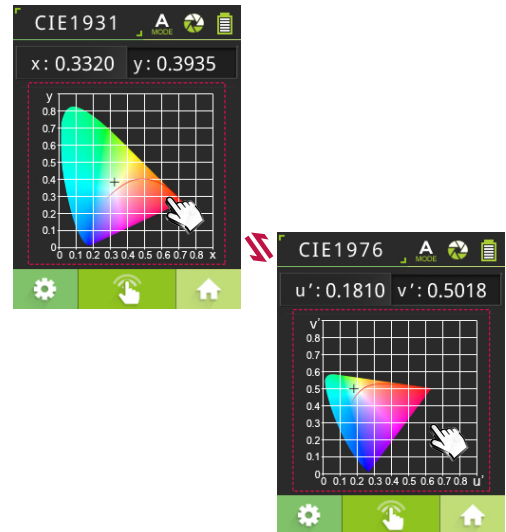 CIE1931 A
MODE
x: 0.3320 y: 0.3935
y
0.8
0.7
0.6
0.5
0.4
0.3
0.2
0.1
0 0.1 0.2 0.3 0.4 0.5 0.6 0.7 0.8 x
CIE1976 A
MODE
u': 0.1810 v': 0.5018
v'
0.8
0.7
0.6
0.5
0.4
0.3
0.2
0.1
0 0.1 0.2 0.3 0.4 0.5 0.6 0.7 0.8 u'